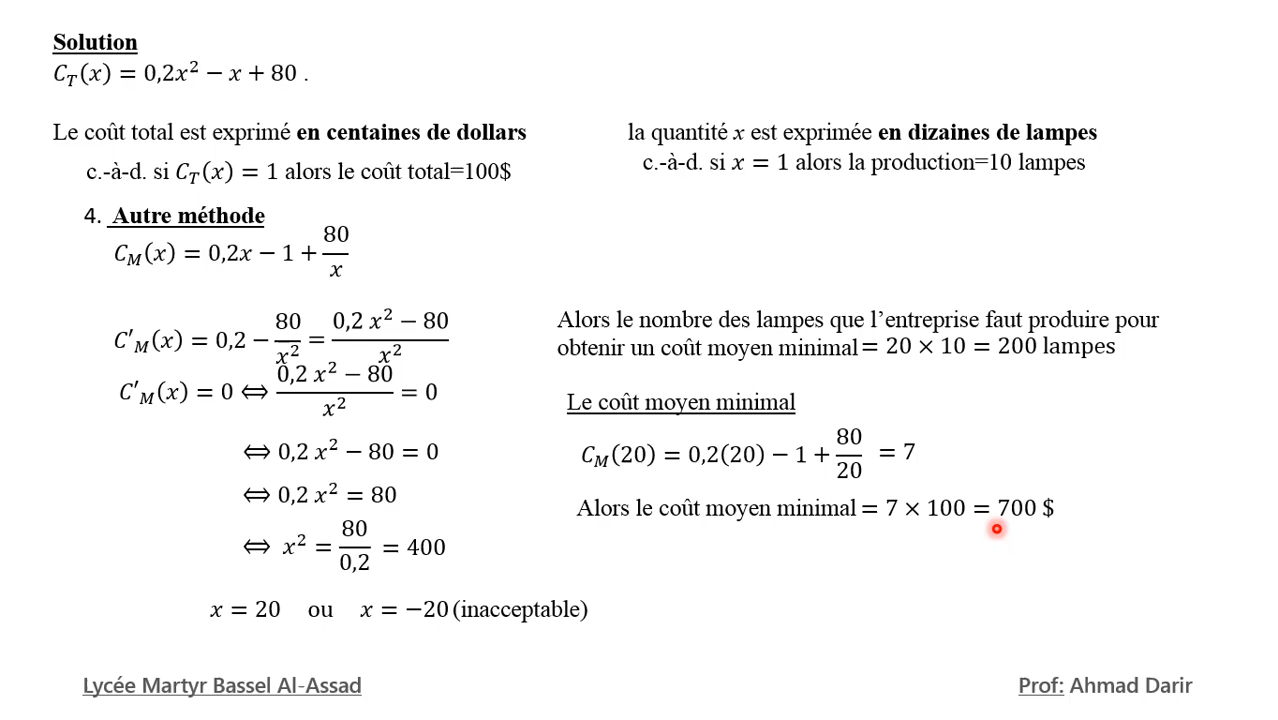 Solution
C_T(x) = 0,2x² − x + 80 .
Le coût total est exprimé en centaines de dollars
c.-à-d. si C_T(x) = 1 alors le coût total=100$
la quantité x est exprimée en dizaines de lampes
c.-à-d. si x = 1 alors la production=10 lampes
4. Autre méthode
C_M(x) = 0,2x − 1 + 80/x
C′_M(x) = 0,2 − 80/x² = (0,2 x² − 80)/x²
C′_M(x) = 0 ⇔ (0,2 x² − 80)/x² = 0
⇔ 0,2 x² − 80 = 0
⇔ 0,2 x² = 80
⇔ x² = 80/0,2 = 400
x = 20 ou x = −20 (inacceptable)
Alors le nombre des lampes que l’entreprise faut produire pour
obtenir un coût moyen minimal = 20 × 10 = 200 lampes
Le coût moyen minimal
C_M(20) = 0,2(20) − 1 + 80/20 = 7
Alors le coût moyen minimal = 7 × 100 = 700 $
Lycée Martyr Bassel Al-Assad
Prof: Ahmad Darir